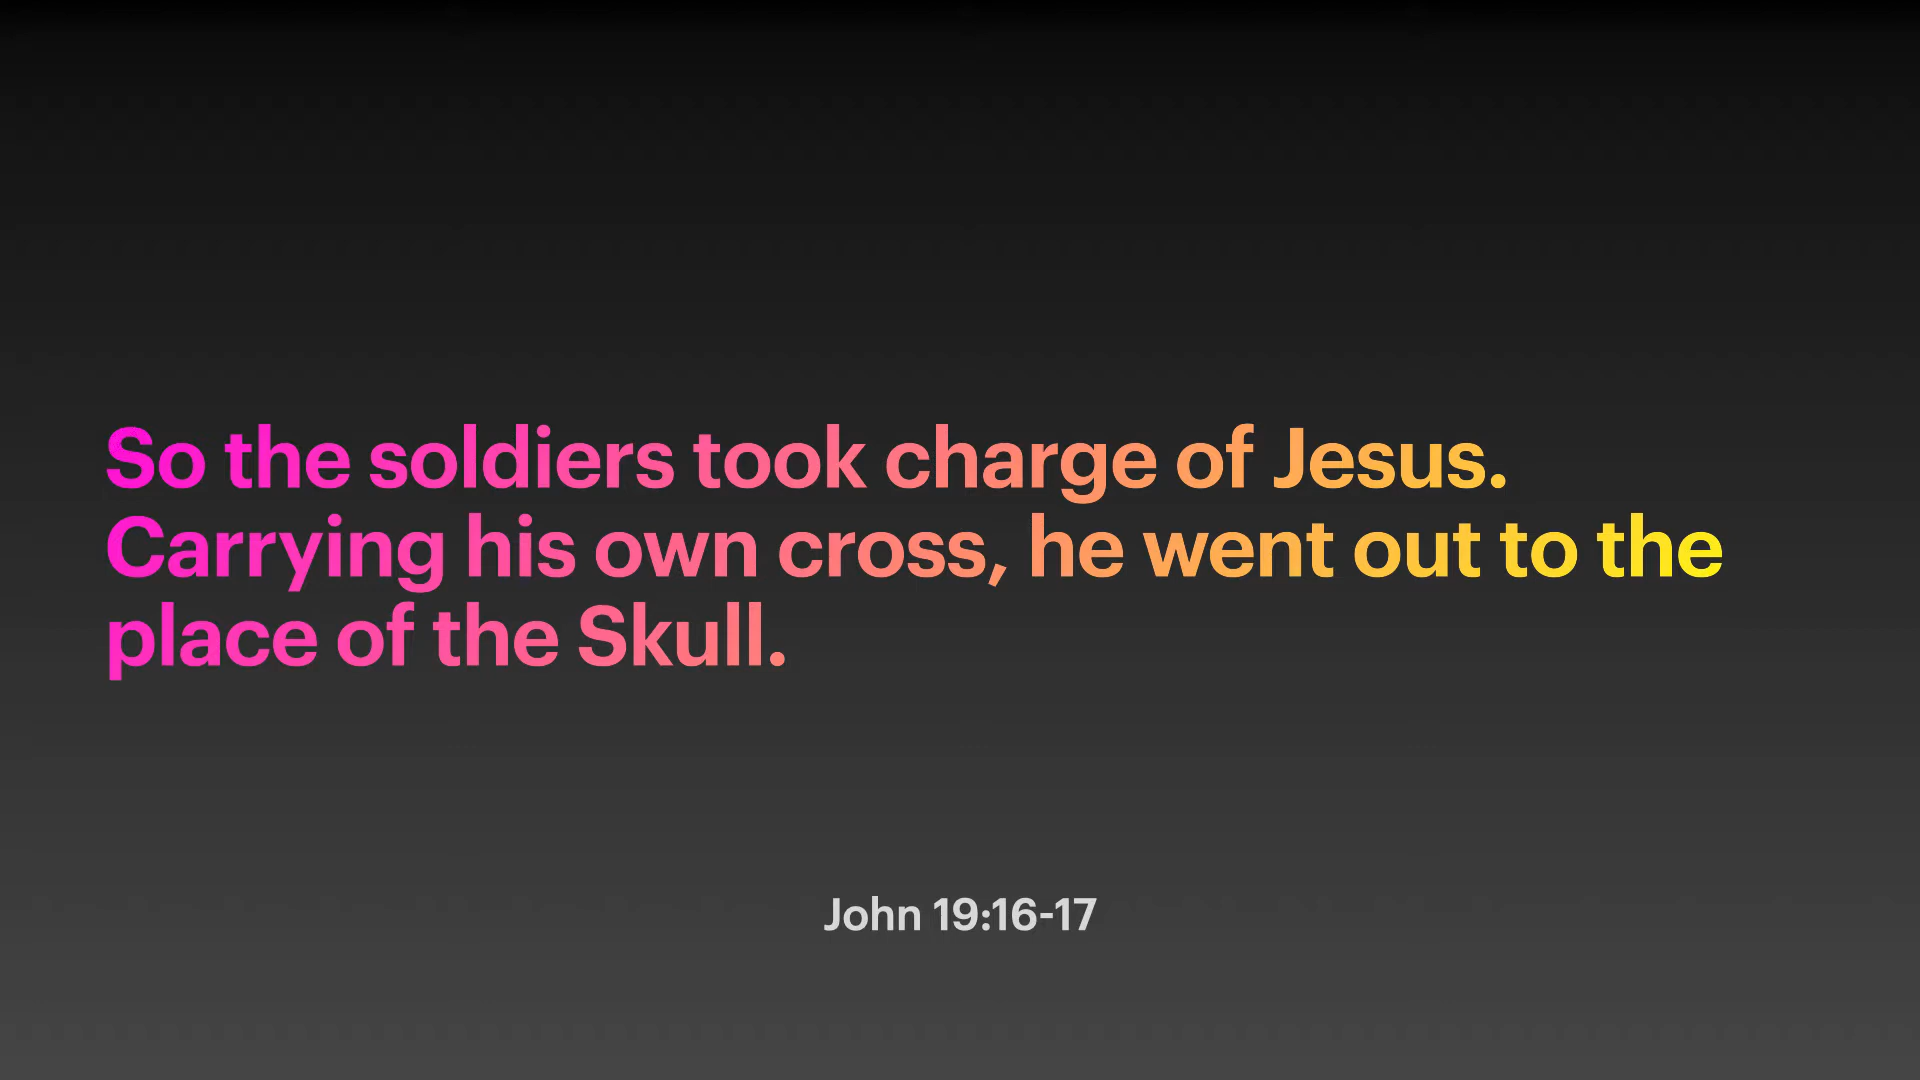 So the soldiers took charge of Jesus.
Carrying his own cross, he went out to the
place of the Skull.
John 19:16-17